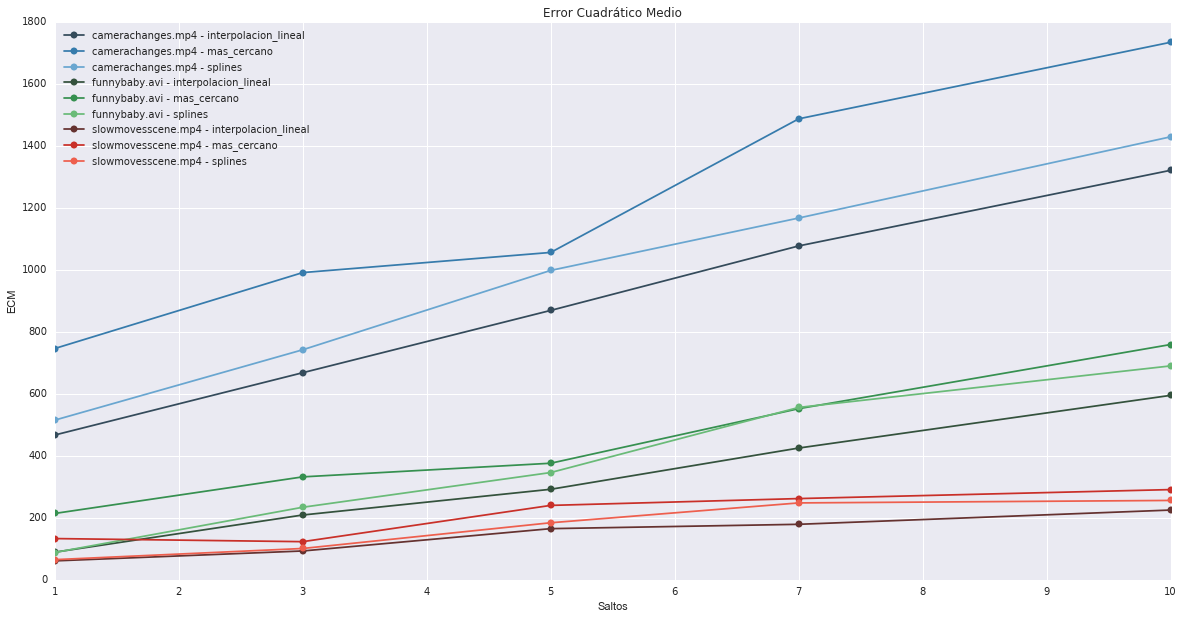 Error Cuadrático Medio
1800
1600
1400
1200
1000
800
600
400
200
0
ECM
camerachanges.mp4 - interpolacion_lineal
camerachanges.mp4 - mas_cercano
camerachanges.mp4 - splines
funnybaby.avi - interpolacion_lineal
funnybaby.avi - mas_cercano
funnybaby.avi - splines
slowmovesscene.mp4 - interpolacion_lineal
slowmovesscene.mp4 - mas_cercano
slowmovesscene.mp4 - splines
1 2 3 4 5 6 7 8 9 10
Saltos